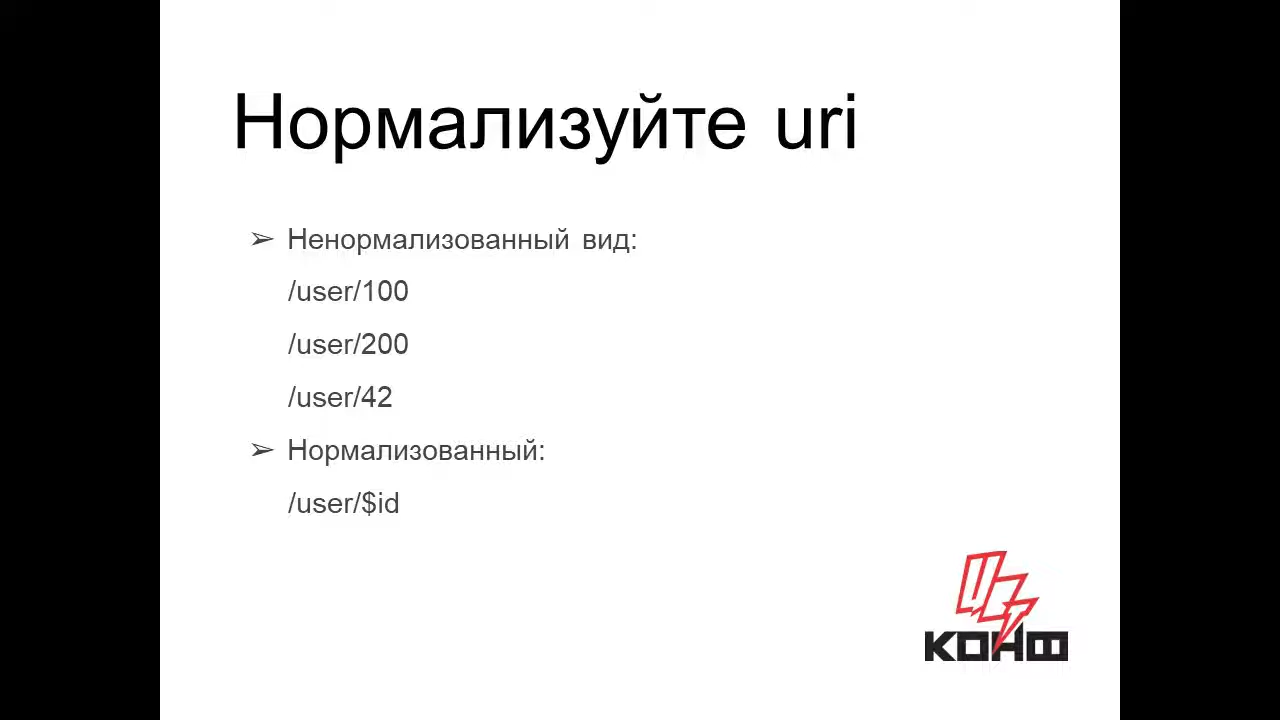 Нормализуйте uri
➢ Ненормализованный вид:
/user/100
/user/200
/user/42
➢ Нормализованный:
/user/$id
КОНФ